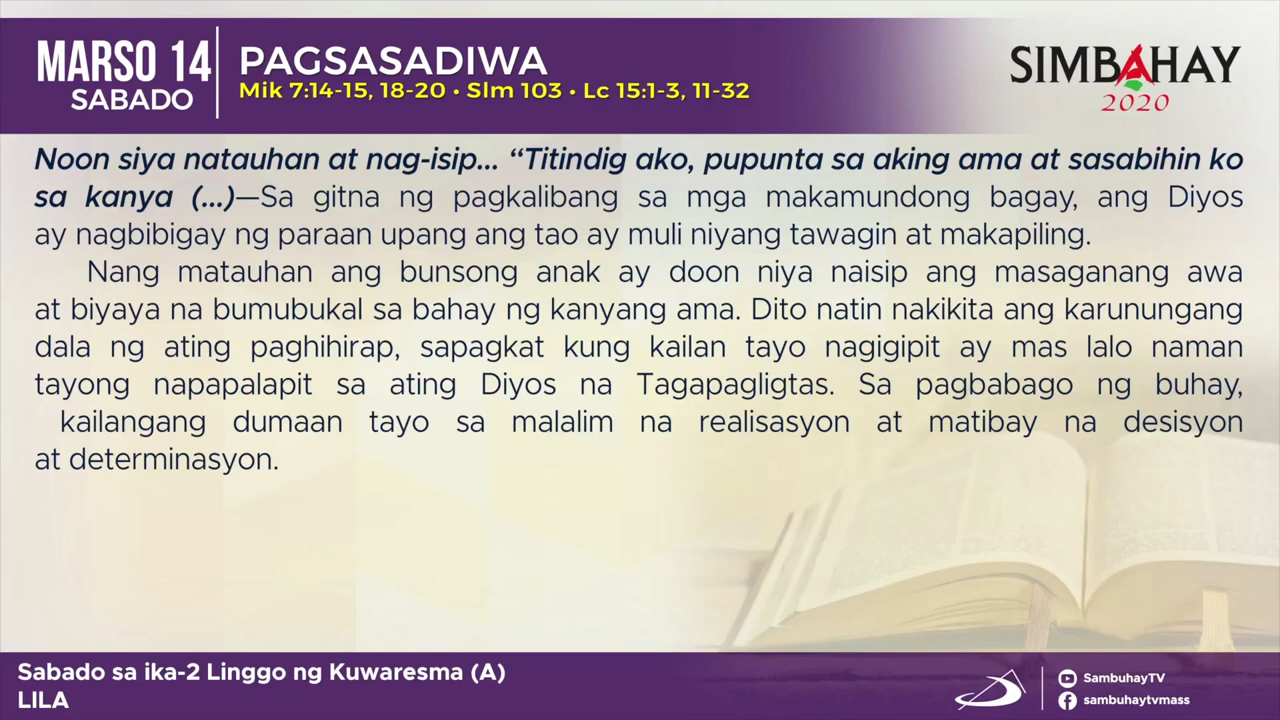 MARSO 14
SABADO
PAGSASADIWA
Mik 7:14-15, 18-20 • Slm 103 • Lc 15:1-3, 11-32
SIMBAHAY
2020
Noon siya natauhan at nag-isip... “Titindig ako, pupunta sa aking ama at sasabihin ko
sa kanya (...)—Sa gitna ng pagkalibang sa mga makamundong bagay, ang Diyos
ay nagbibigay ng paraan upang ang tao ay muli niyang tawagin at makapiling.
Nang matauhan ang bunsong anak ay doon niya naisip ang masaganang awa
at biyaya na bumubukal sa bahay ng kanyang ama. Dito natin nakikita ang karunungang
dala ng ating paghihirap, sapagkat kung kailan tayo nagigipit ay mas lalo naman
tayong napapalapit sa ating Diyos na Tagapagligtas. Sa pagbabago ng buhay,
kailangang dumaan tayo sa malalim na realisasyon at matibay na desisyon
at determinasyon.
Sabado sa ika-2 Linggo ng Kuwaresma (A)
LILA
SambuhayTV
sambuhaytvmass